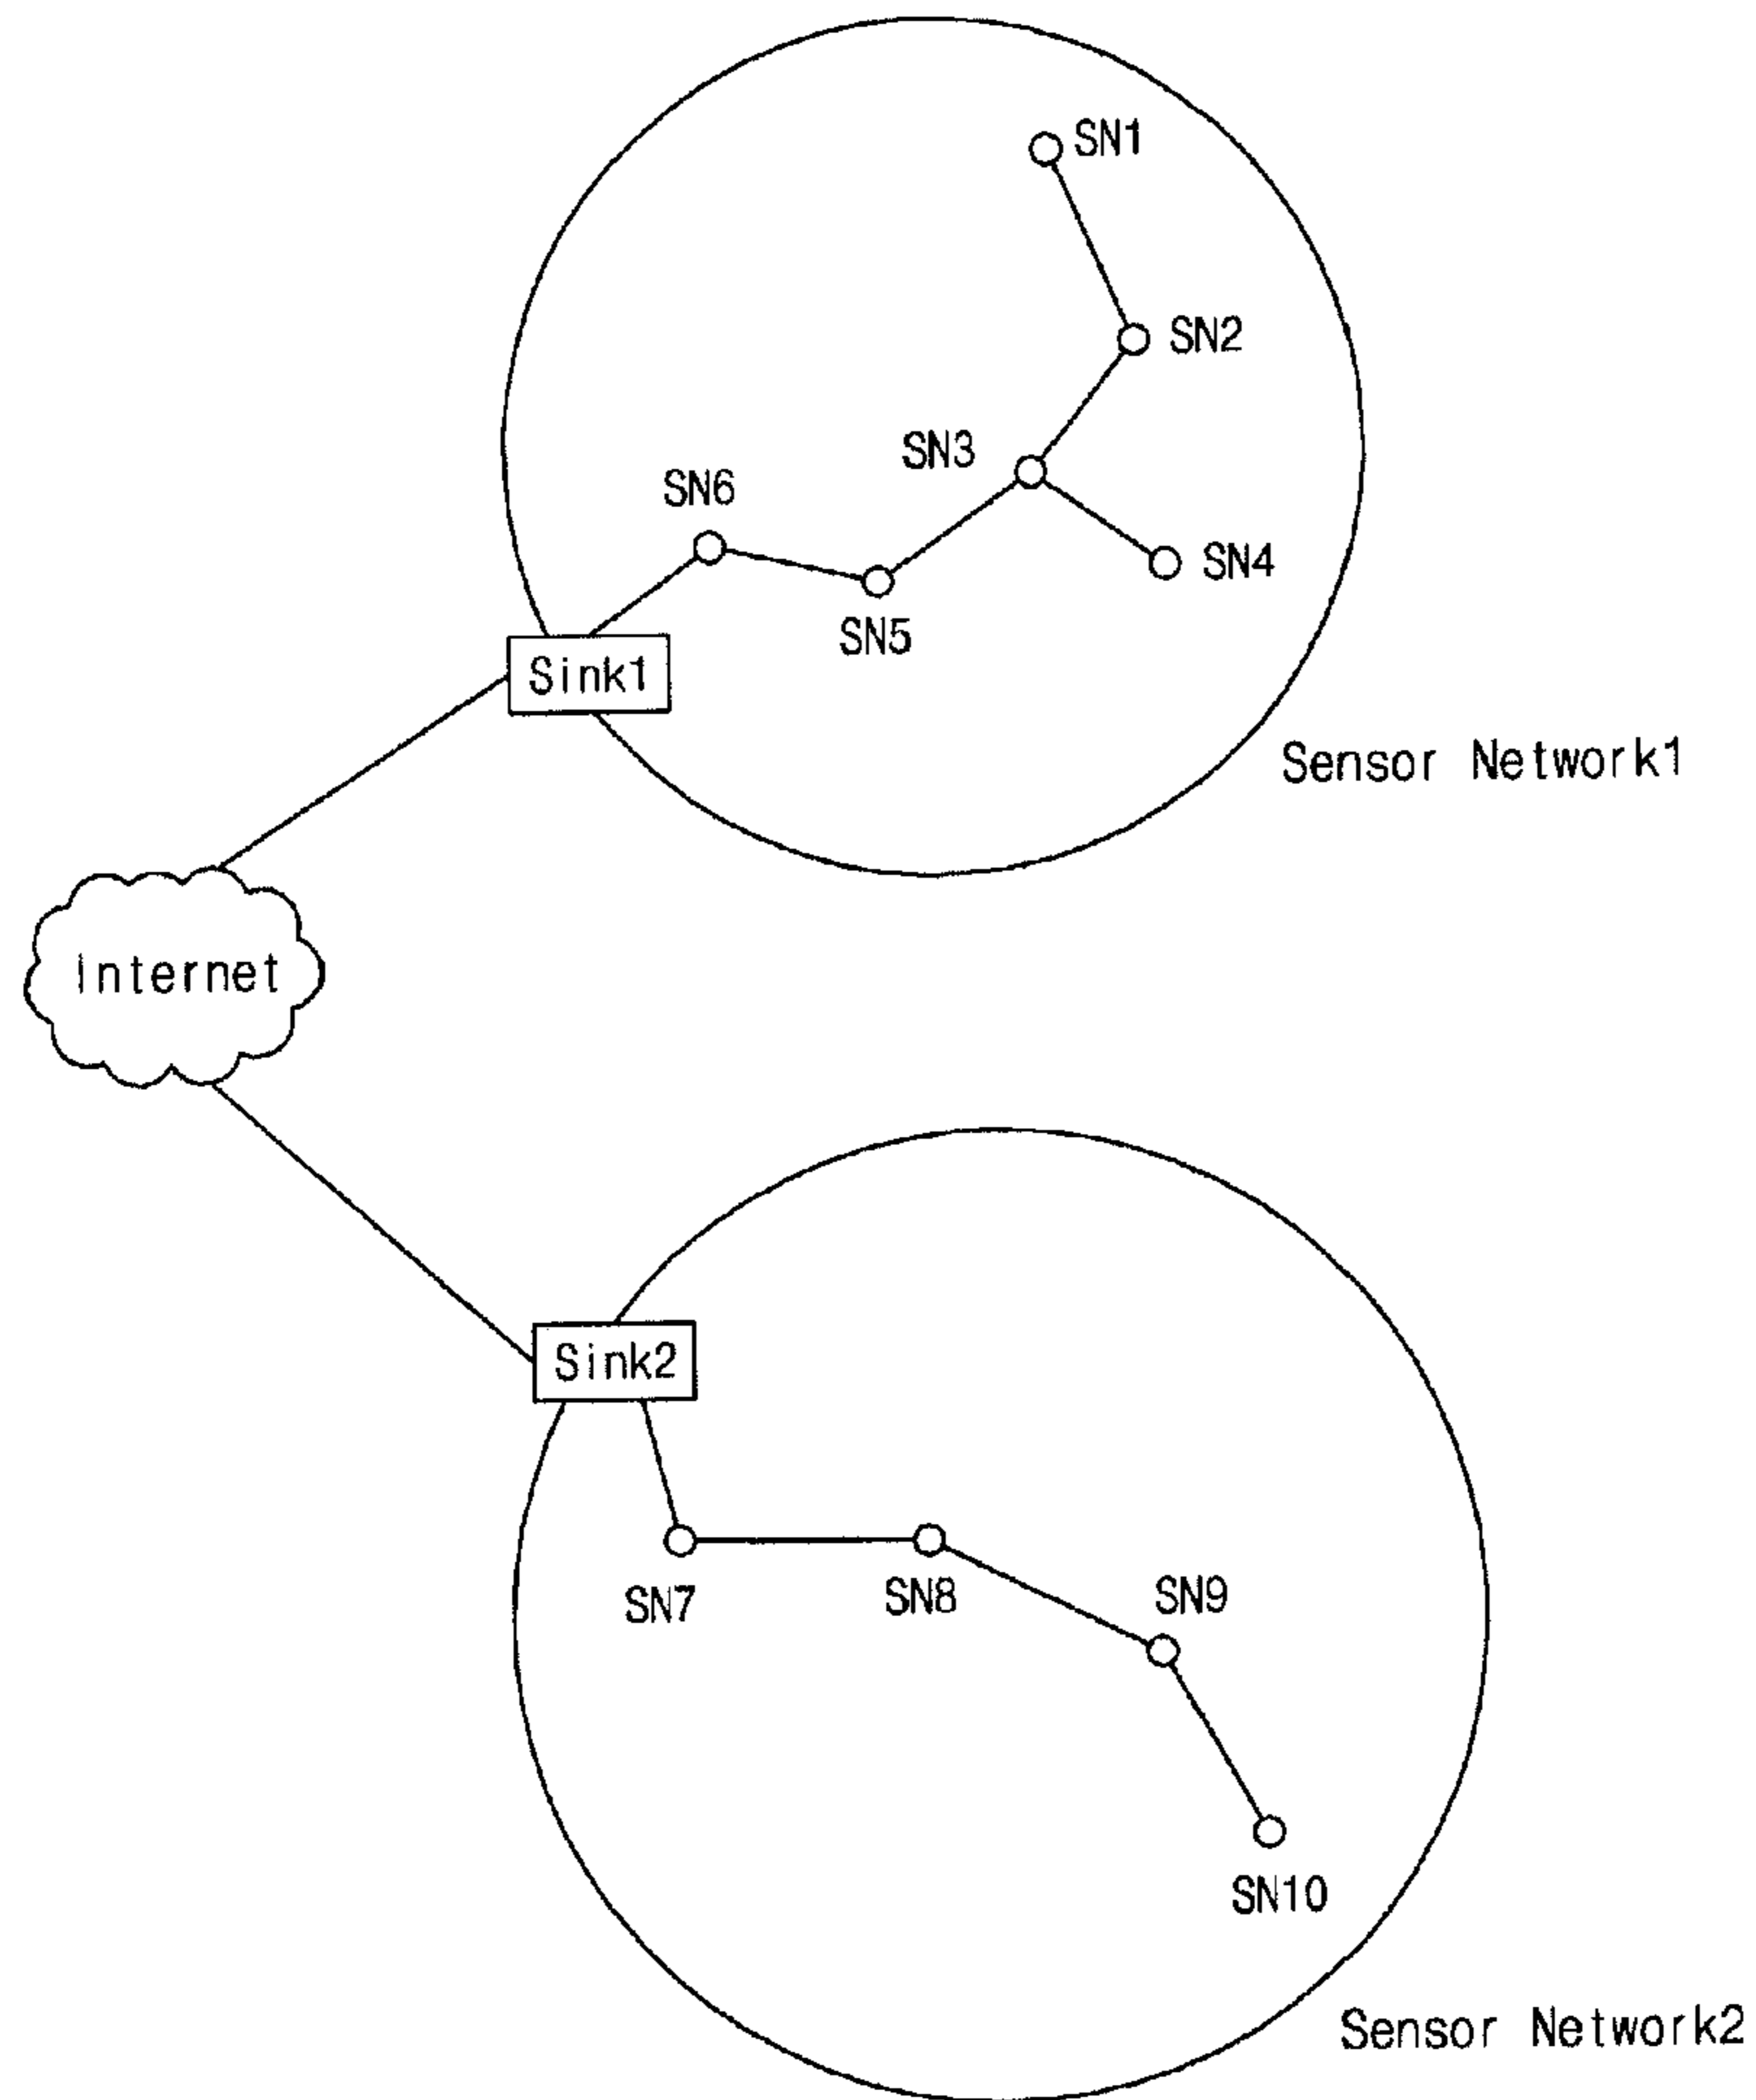 SN1
SN2
SN3
SN6
SN4
SN5
Sink1
Sensor Network1
Internet
Sink2
SN7
SN8
SN9
SN10
Sensor Network2